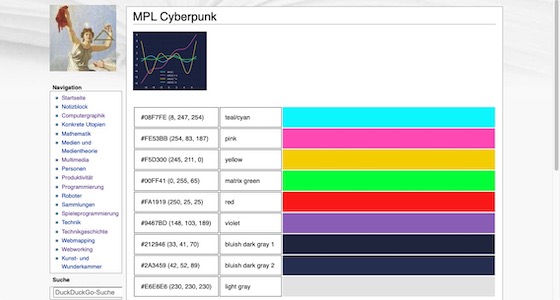 MPL Cyberpunk
Navigation
Startseite
Notizblock
Computergraphik
Konkrete Utopien
Mathematik
Medien und
Medientheorie
Multimedia
Personen
Produktivität
Programmierung
Roboter
Sammlungen
Spieleprogrammierung
Technik
Technikgeschichte
Webmapping
Webworking
Kunst- und
Wunderkammer
Suche
DuckDuckGo-Suche
#08F7FE (8, 247, 254) teal/cyan
#FE53BB (254, 83, 187) pink
#F5D300 (245, 211, 0) yellow
#00FF41 (0, 255, 65) matrix green
#FA1919 (250, 25, 25) red
#9467BD (148, 103, 189) violet
#212946 (33, 41, 70) bluish dark gray 1
#2A3459 (42, 52, 89) bluish dark gray 2
#E6E6E6 (230, 230, 230) light gray